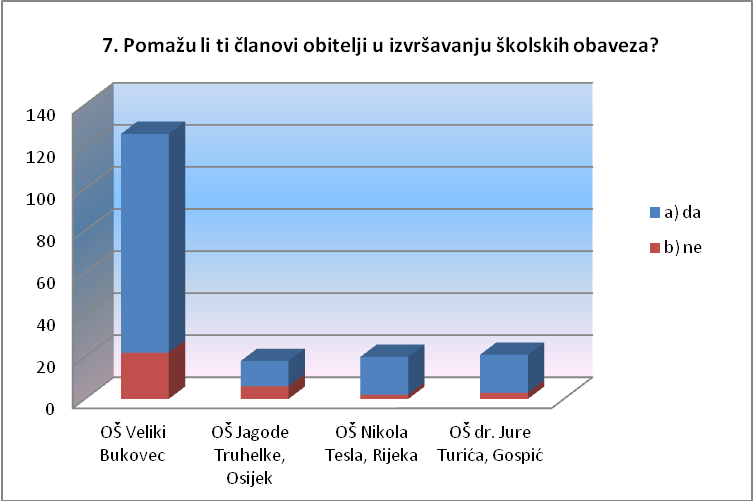 7. Pomažu li ti članovi obitelji u izvršavanju školskih obaveza?
140
120
100
80
60
40
20
0
a) da
b) ne
OŠ Veliki
Bukovec
OŠ Jagode
Truhelke,
Osijek
OŠ Nikola
Tesla, Rijeka
OŠ dr. Jure
Turića, Gospić